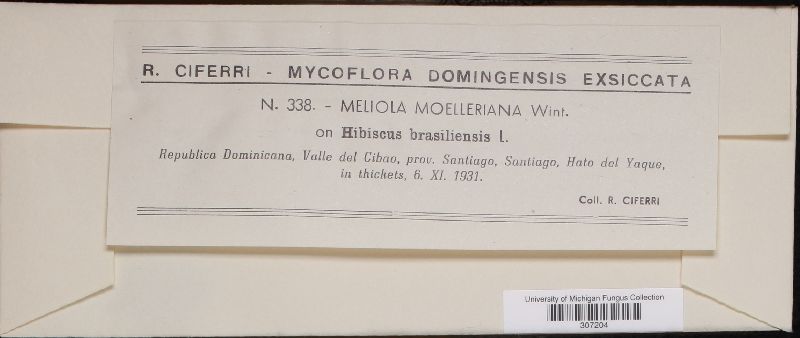 R. CIFERRI - MYCOFLORA DOMINGENSIS EXSICCATA
N. 338. - MELIOLA MOELLERIANA Wint.
on Hibiscus brasiliensis L.
Republica Dominicana, Valle del Cibao, prov. Santiago, Santiago, Hato del Yaque,
in thickets, 6. XI. 1931.
Coll. R. CIFERRI
University of Michigan Fungus Collection
307204